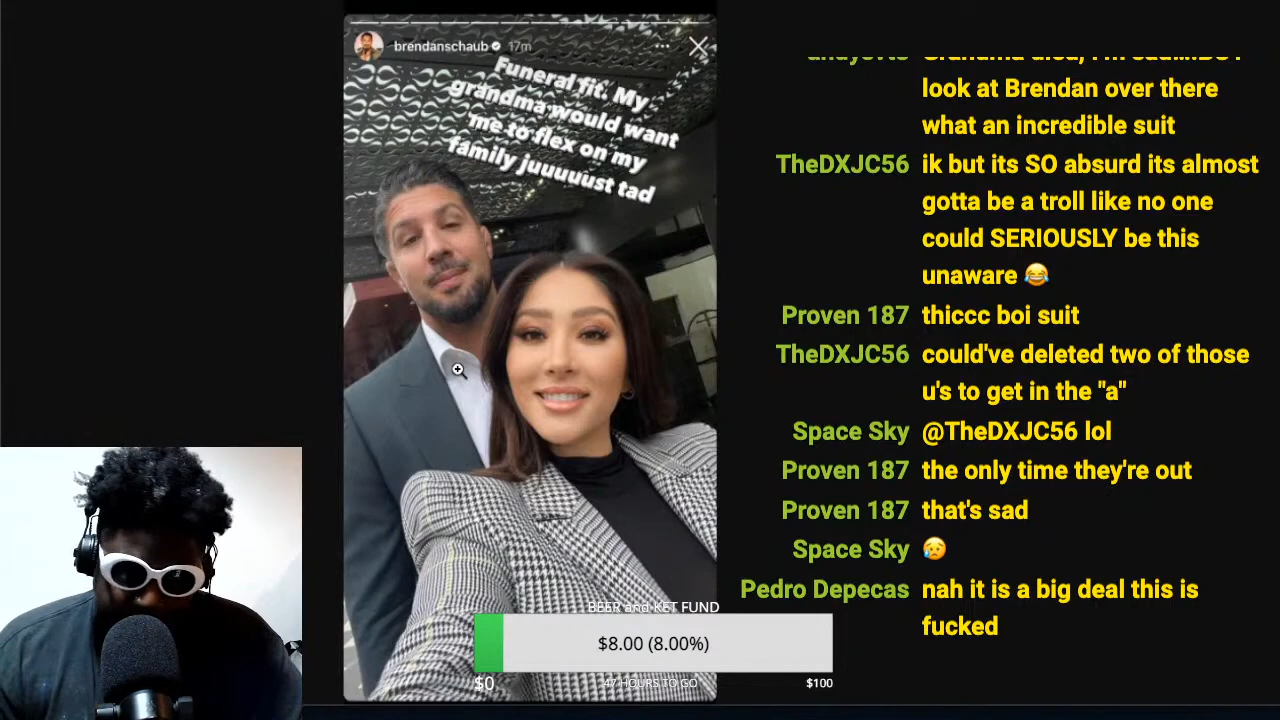 brendanschaub 17m
Funeral fit. My
grandma would want
me to flex on my
family juuuuust tad
look at Brendan over there
what an incredible suit
TheDXJC56 ik but its SO absurd its almost
gotta be a troll like no one
could SERIOUSLY be this
unaware 😂
Proven 187 thiccc boi suit
TheDXJC56 could've deleted two of those
u's to get in the "a"
Space Sky @TheDXJC56 lol
Proven 187 the only time they're out
Proven 187 that's sad
Space Sky 😥
Pedro Depecas nah it is a big deal this is
fucked
BEER and KET FUND
$8.00 (8.00%)
$0 47 HOURS TO GO $100